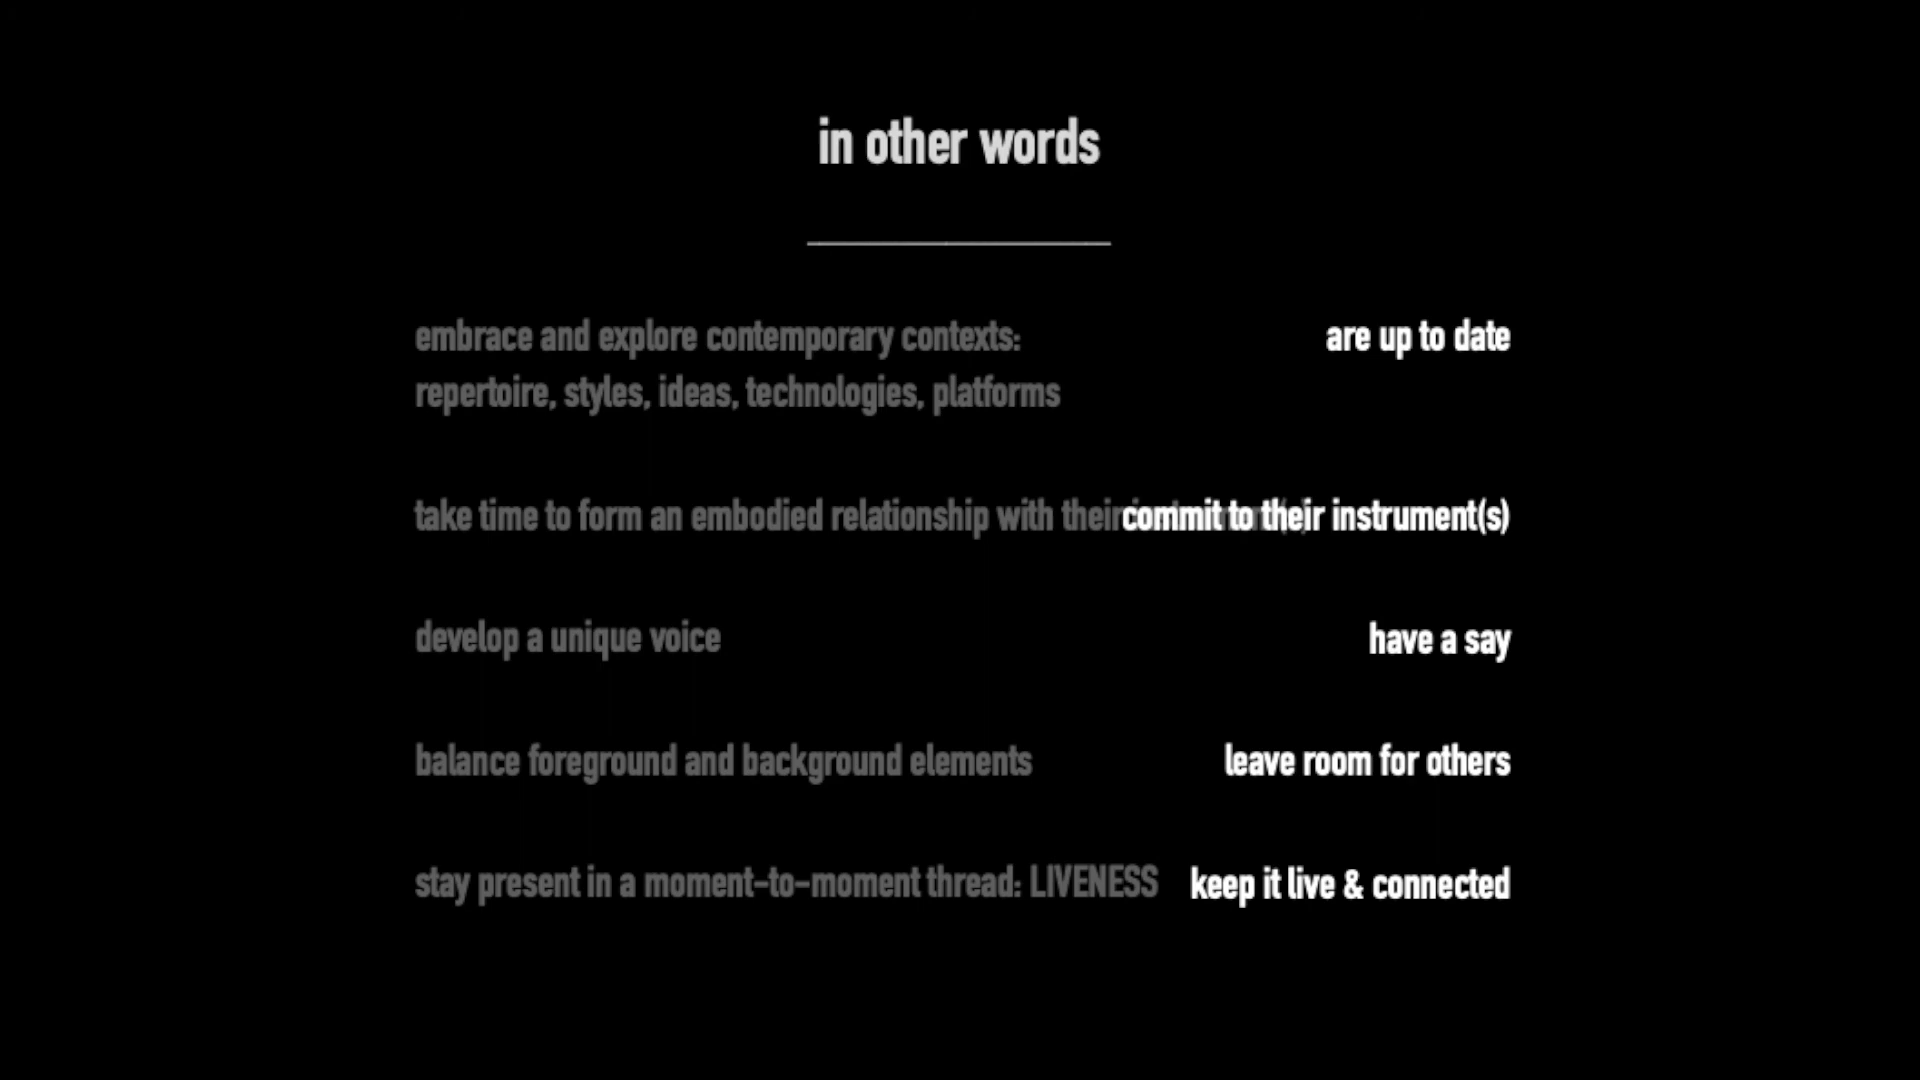 in other words
embrace and explore contemporary contexts:
are up to date
repertoire, styles, ideas, technologies, platforms
take time to form an embodied relationship with their
commit to their instrument(s)
develop a unique voice
have a say
balance foreground and background elements
leave room for others
stay present in a moment-to-moment thread: LIVENESS
keep it live & connected